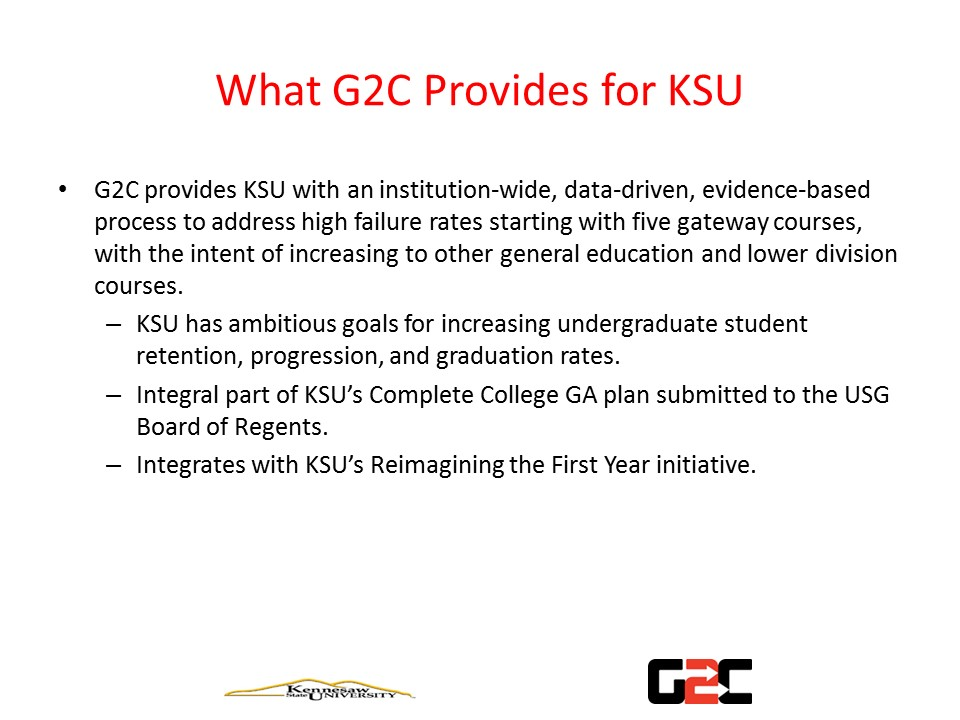 What G2C Provides for KSU
• G2C provides KSU with an institution-wide, data-driven, evidence-based
process to address high failure rates starting with five gateway courses,
with the intent of increasing to other general education and lower division
courses.
– KSU has ambitious goals for increasing undergraduate student
retention, progression, and graduation rates.
– Integral part of KSU’s Complete College GA plan submitted to the USG
Board of Regents.
– Integrates with KSU’s Reimagining the First Year initiative.
Kennesaw
State UNIVERSITY
G2C